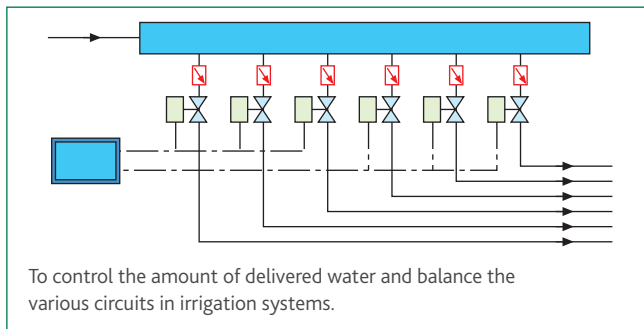 To control the amount of delivered water and balance the
various circuits in irrigation systems.